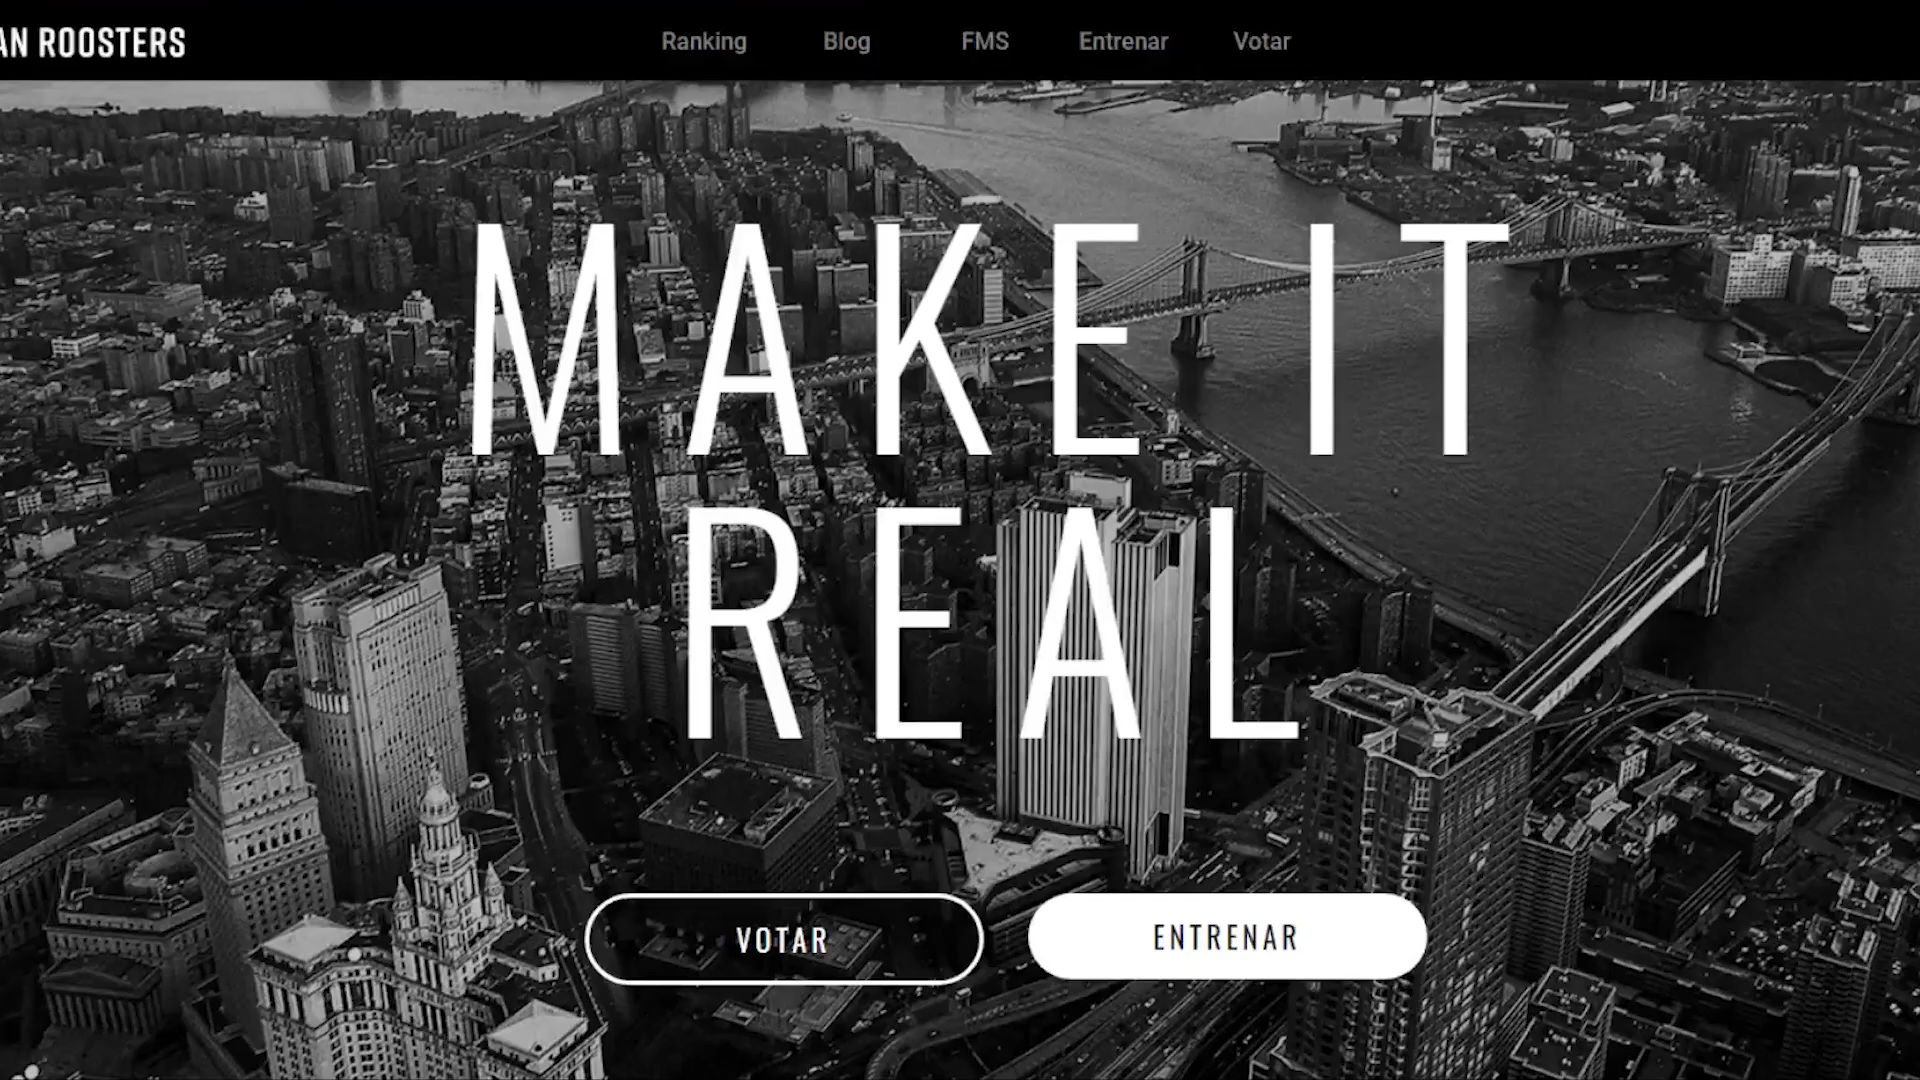 AN ROOSTERS
Ranking
Blog
FMS
Entrenar
Votar
MAKE IT
REAL
VOTAR
ENTRENAR